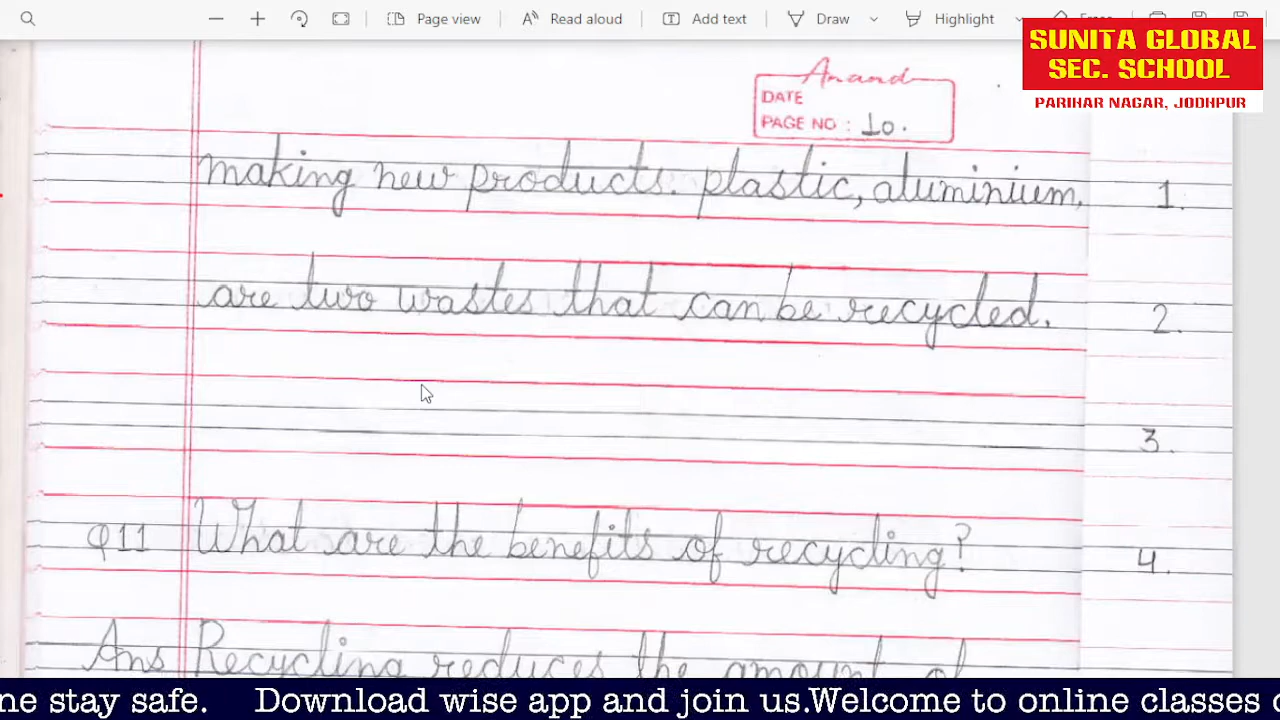 Page view
Read aloud
Add text
Draw
Highlight
SUNITA GLOBAL
SEC. SCHOOL
PARIHAR NAGAR, JODHPUR
Anand
DATE
PAGE NO : 10.
making new products. plastic, aluminium, 1.
are two wastes that can be recycled. 2.
3.
Q11 What are the benefits of recycling? 4.
Ans Recycling reduces the amount of
ne stay safe. Download wise app and join us.Welcome to online classes